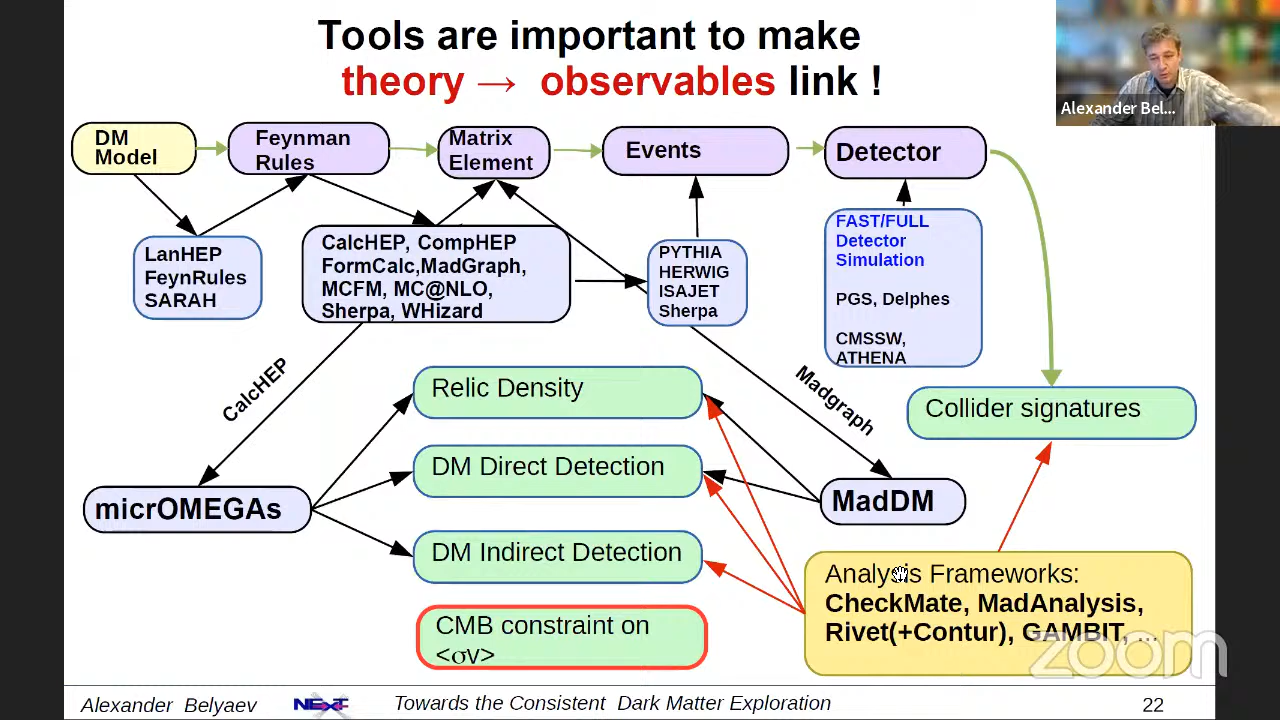 Tools are important to make
theory → observables link !
Alexander Bel...
DM
Model
Feynman
Rules
Matrix
Element
Events
Detector
LanHEP
FeynRules
SARAH
CalcHEP, CompHEP
FormCalc,MadGraph,
MCFM, MC@NLO,
Sherpa, WHizard
PYTHIA
HERWIG
ISAJET
Sherpa
FAST/FULL
Detector
Simulation
PGS, Delphes
CMSSW,
ATHENA
CalcHEP
Madgraph
Relic Density
Collider signatures
DM Direct Detection
micrOMEGAs
MadDM
DM Indirect Detection
Analysis Frameworks:
CheckMate, MadAnalysis,
Rivet(+Contur), GAMBIT, ...
CMB constraint on
<σv>
zoom
Alexander Belyaev
NEXT
Towards the Consistent Dark Matter Exploration
22